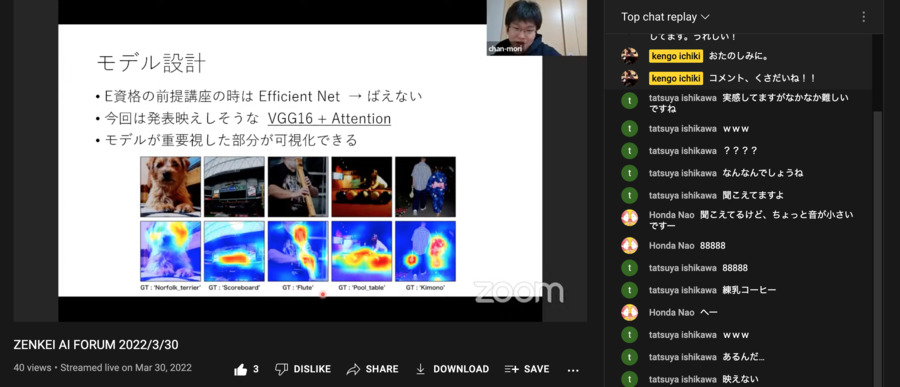 chan-mori
モデル設計
• E資格の前提講座の時は Efficient Net → ばえない
• 今回は発表映えしそうな VGG16 + Attention
• モデルが重要視した部分が可視化できる
GT : 'Norfolk_terrier'
GT : 'Scoreboard'
GT : 'Flute'
GT : 'Pool_table'
GT : 'Kimono'
zoom
ZENKEI AI FORUM 2022/3/30
40 views • Streamed live on Mar 30, 2022
3
DISLIKE
SHARE
DOWNLOAD
SAVE
Top chat replay
してます。うれしい！
kengo ichiki おたのしみに。
kengo ichiki コメント、くさだいね！！
t tatsuya ishikawa 実感してますがなかなか難しい
ですね
t tatsuya ishikawa ｗｗｗ
t tatsuya ishikawa ？？？？
t tatsuya ishikawa なんなんでしょうね
t tatsuya ishikawa 聞こえてますよ
Honda Nao 聞こえてるけど、ちょっと音が小さい
ですー
Honda Nao 88888
t tatsuya ishikawa 88888
t tatsuya ishikawa 練乳コーヒー
Honda Nao へー
t tatsuya ishikawa ｗｗｗ
t tatsuya ishikawa あるんだ...
t tatsuya ishikawa 映えない